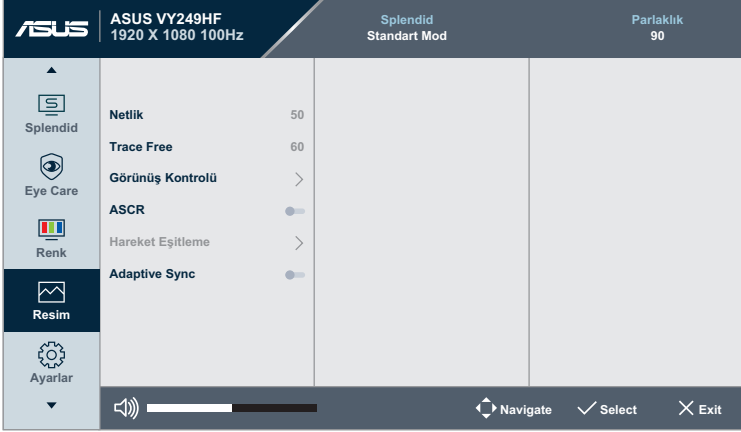 ASUS
ASUS VY249HF
1920 X 1080 100Hz
Splendid
Standart Mod
Parlaklık
90
Splendid
Eye Care
Renk
Resim
Ayarlar
Netlik 50
Trace Free 60
Görünüş Kontrolü
ASCR
Hareket Eşitleme
Adaptive Sync
Navigate
Select
Exit